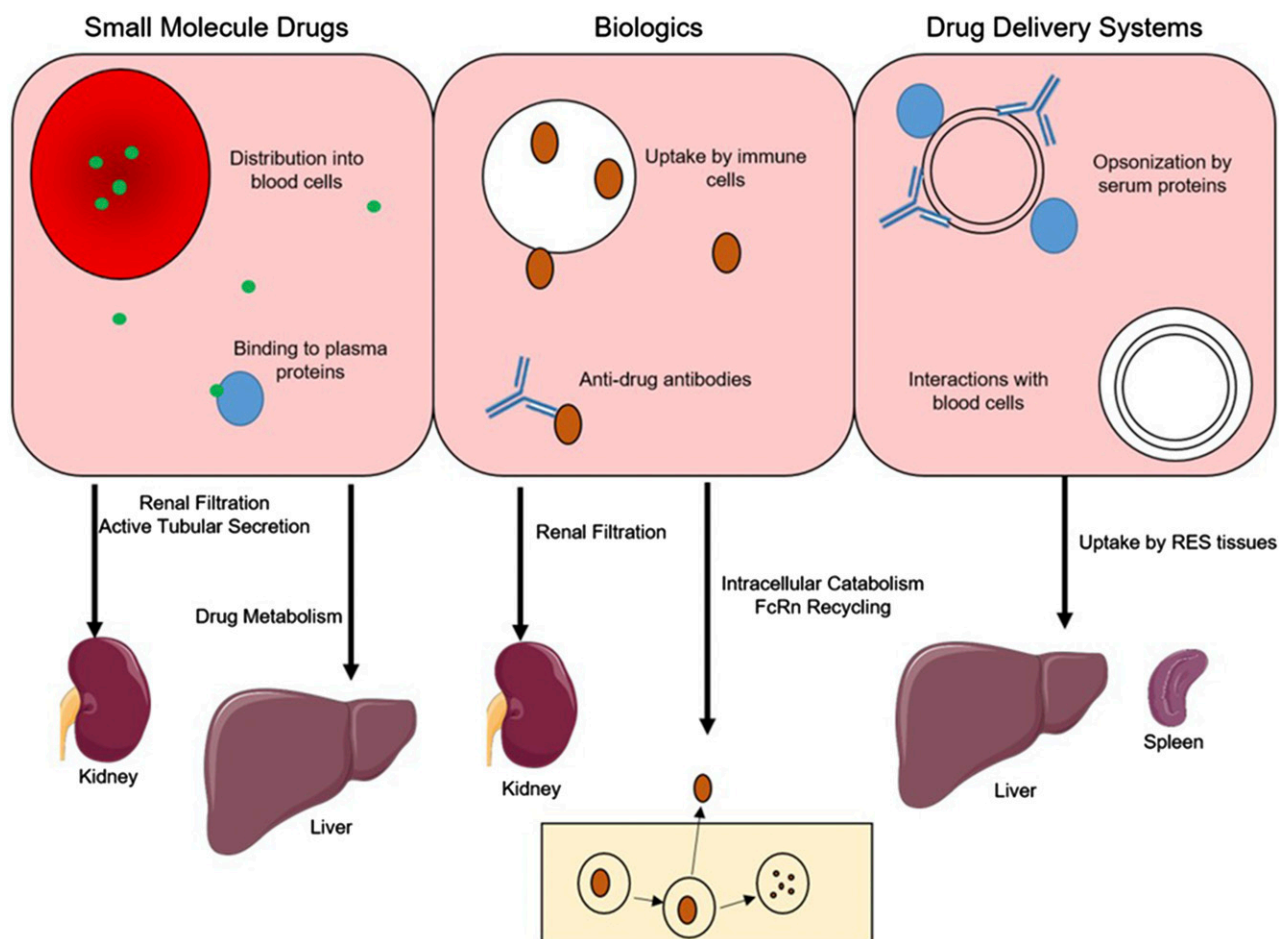 Small Molecule Drugs
Distribution into
blood cells
Binding to plasma
proteins
Renal Filtration
Active Tubular Secretion
Drug Metabolism
Kidney
Liver
Biologics
Uptake by immune
cells
Anti-drug antibodies
Renal Filtration
Intracellular Catabolism
FcRn Recycling
Kidney
Drug Delivery Systems
Opsonization by
serum proteins
Interactions with
blood cells
Uptake by RES tissues
Liver
Spleen